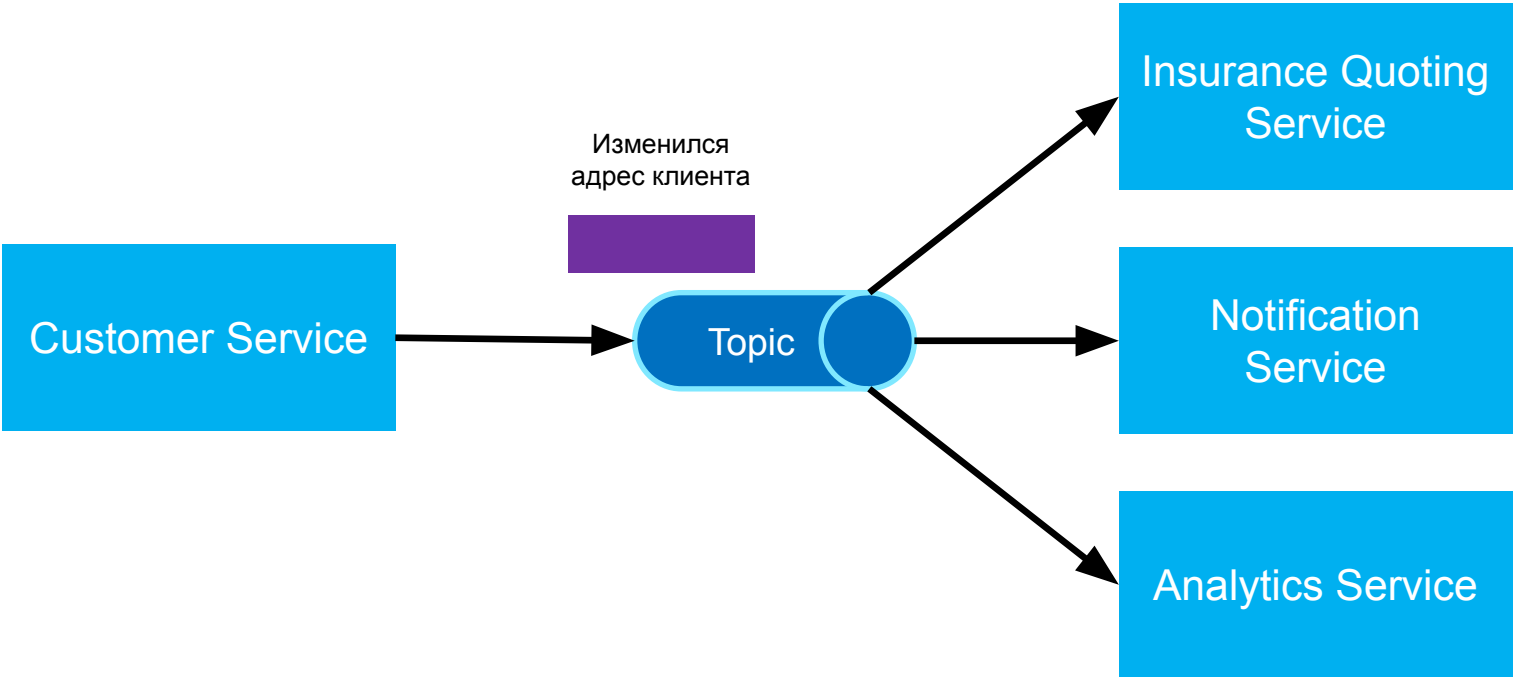 Изменился
адрес клиента
Customer Service
Topic
Insurance Quoting
Service
Notification
Service
Analytics Service